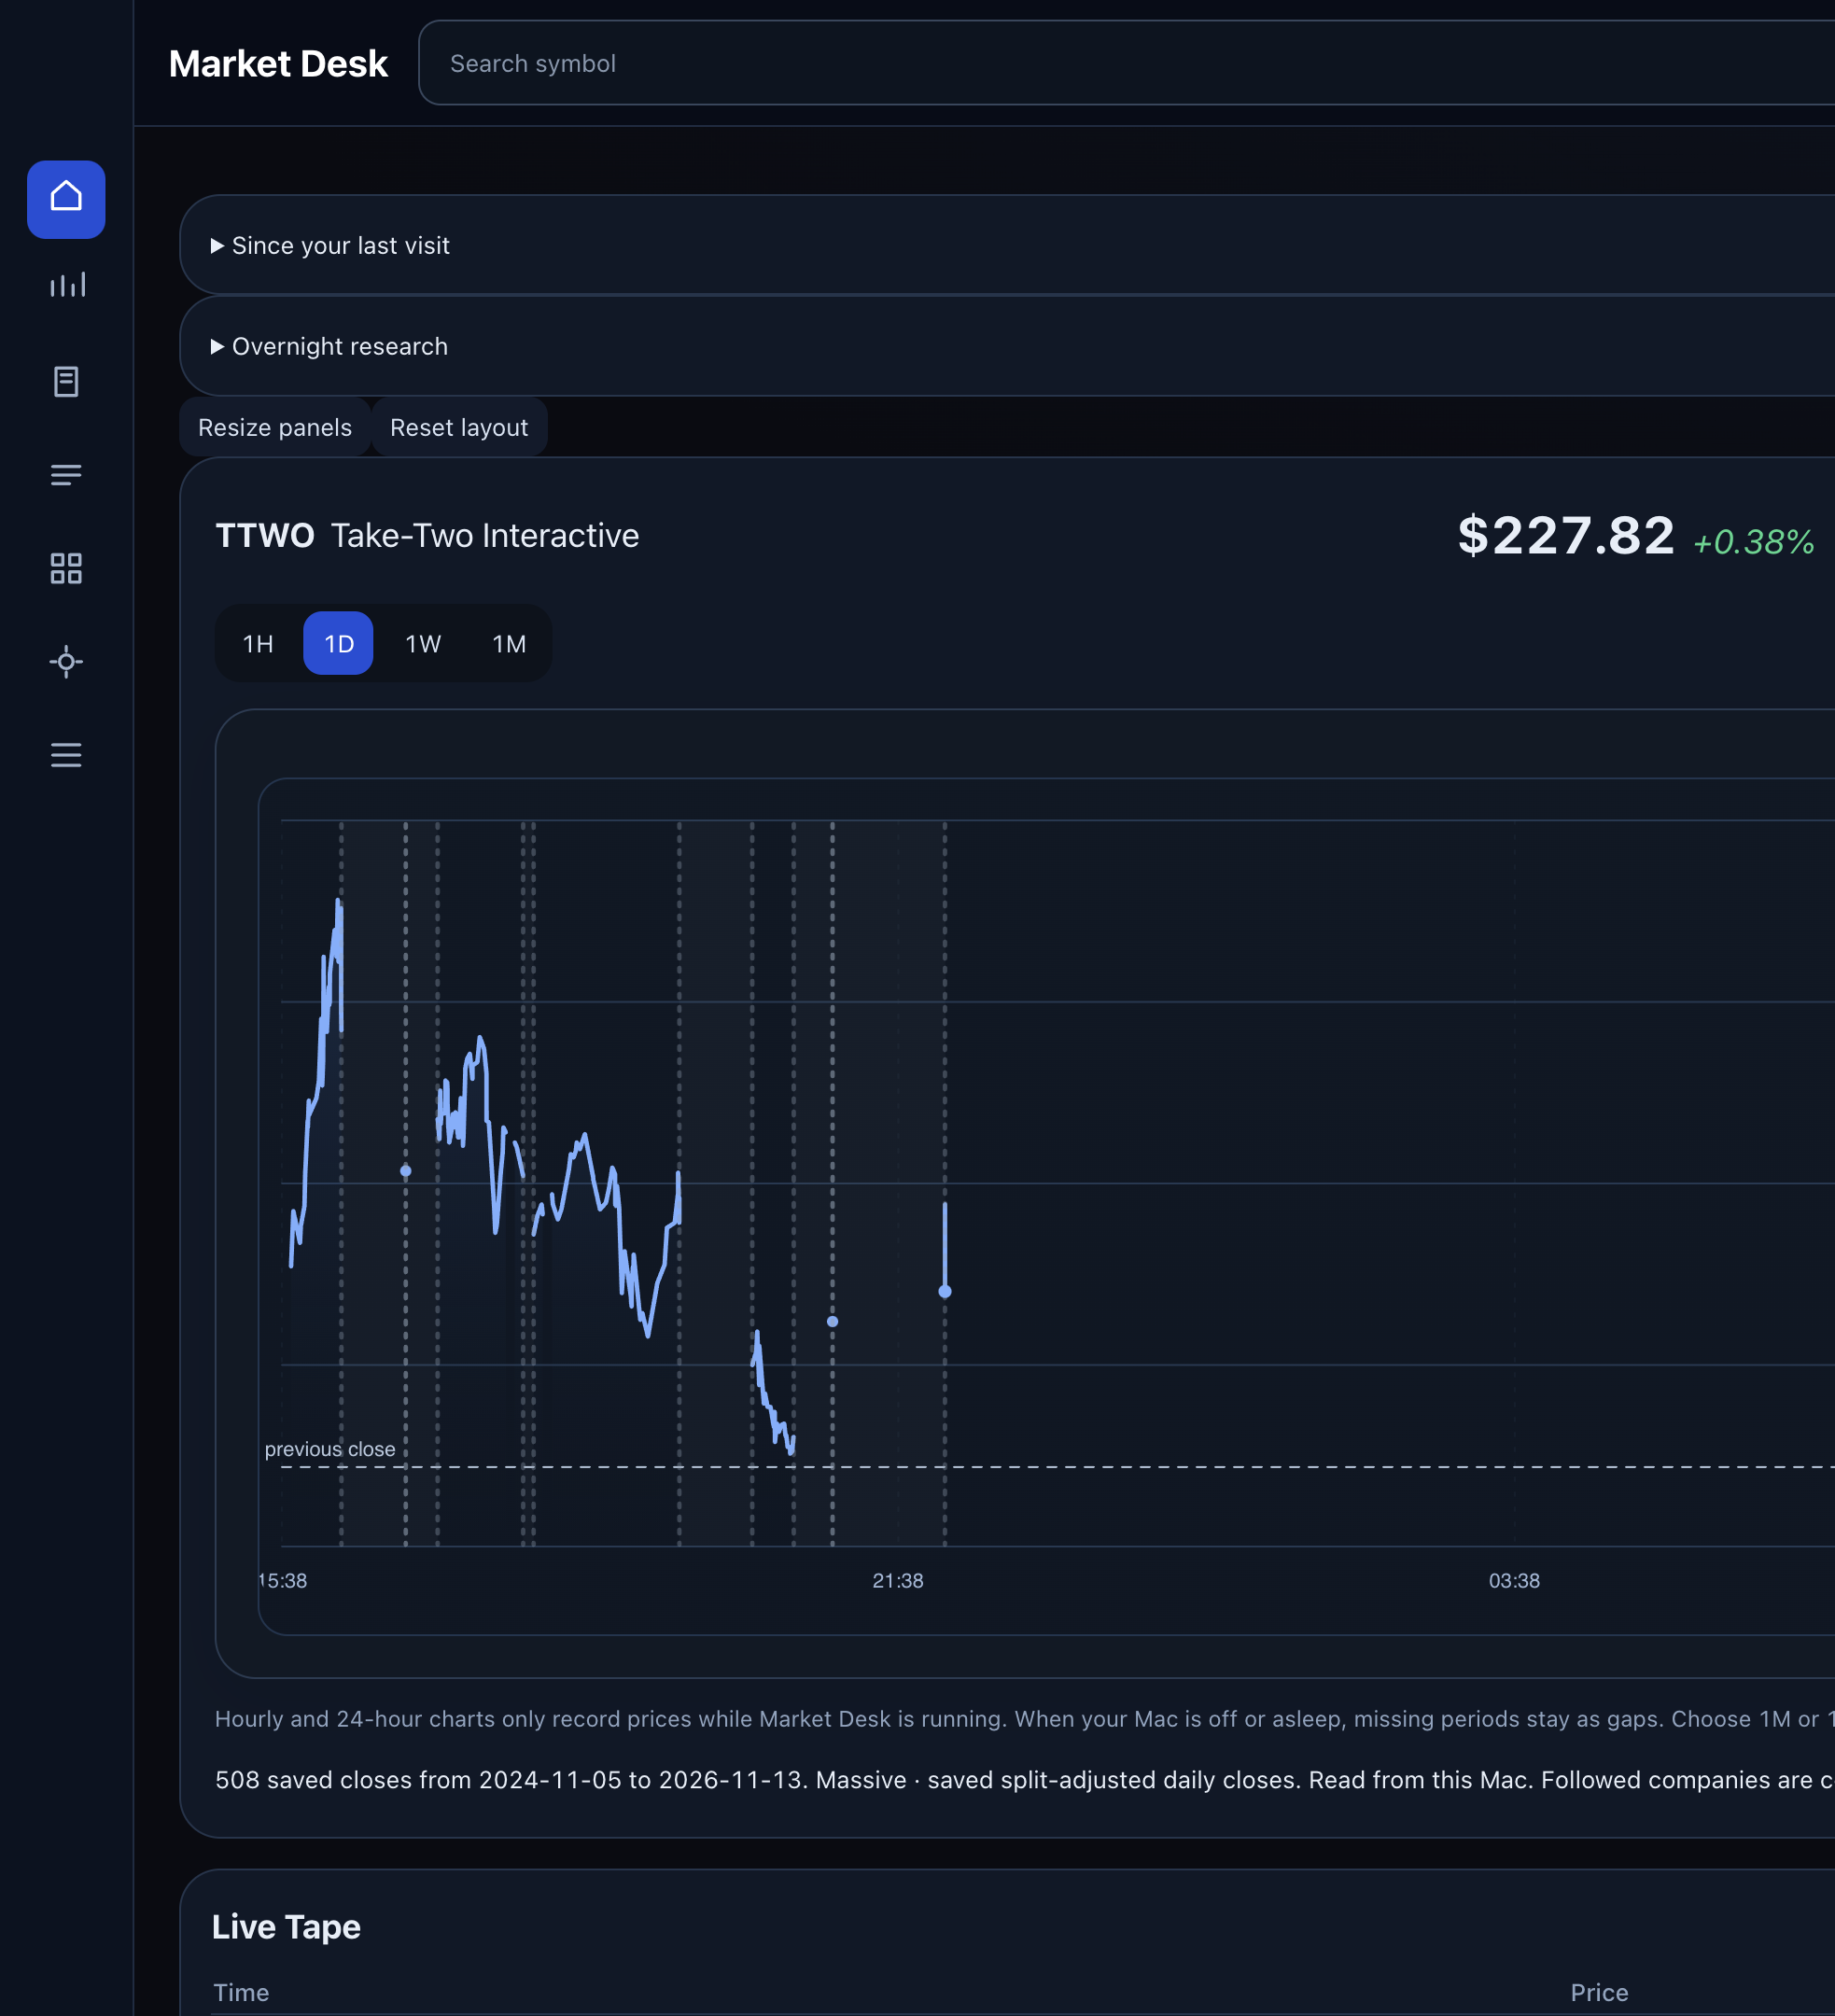 Market Desk
Search symbol
Since your last visit
Overnight research
Resize panels
Reset layout
TTWO Take-Two Interactive
$227.82 +0.38%
1H
1D
1W
1M
previous close
15:38
21:38
03:38
Hourly and 24-hour charts only record prices while Market Desk is running. When your Mac is off or asleep, missing periods stay as gaps. Choose 1M or
508 saved closes from 2024-11-05 to 2026-11-13. Massive · saved split-adjusted daily closes. Read from this Mac. Followed companies are
Live Tape
Time
Price